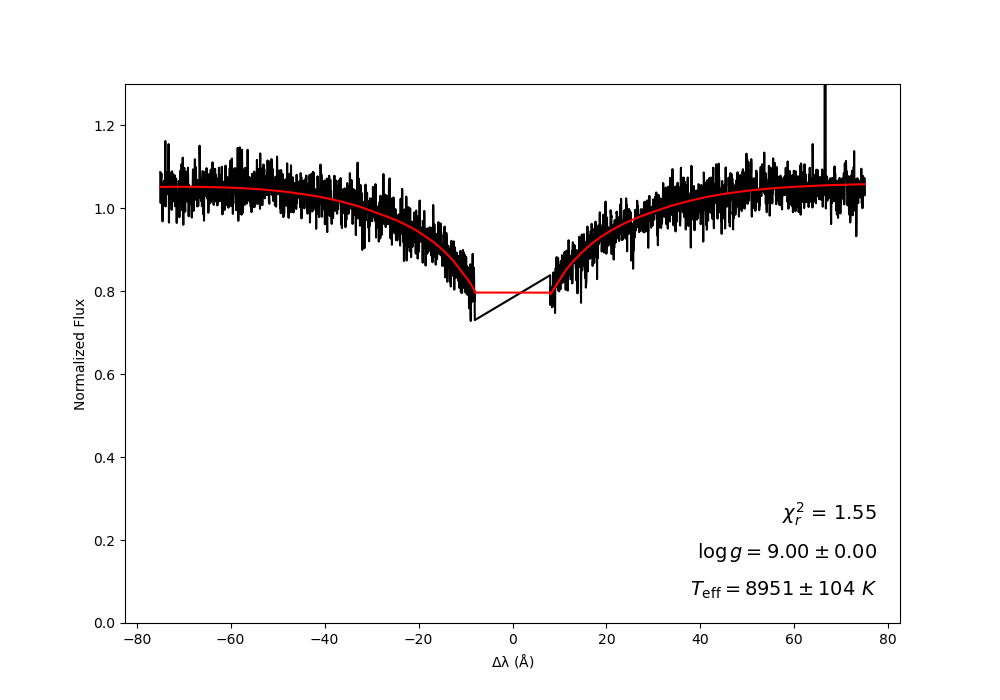 1.2
1.0
0.8
0.6
0.4
0.2
0.0
Normalized Flux
χ²ᵣ = 1.55
log g = 9.00 ± 0.00
T_eff = 8951 ± 104 K
−80 −60 −40 −20 0 20 40 60 80
Δλ (Å)